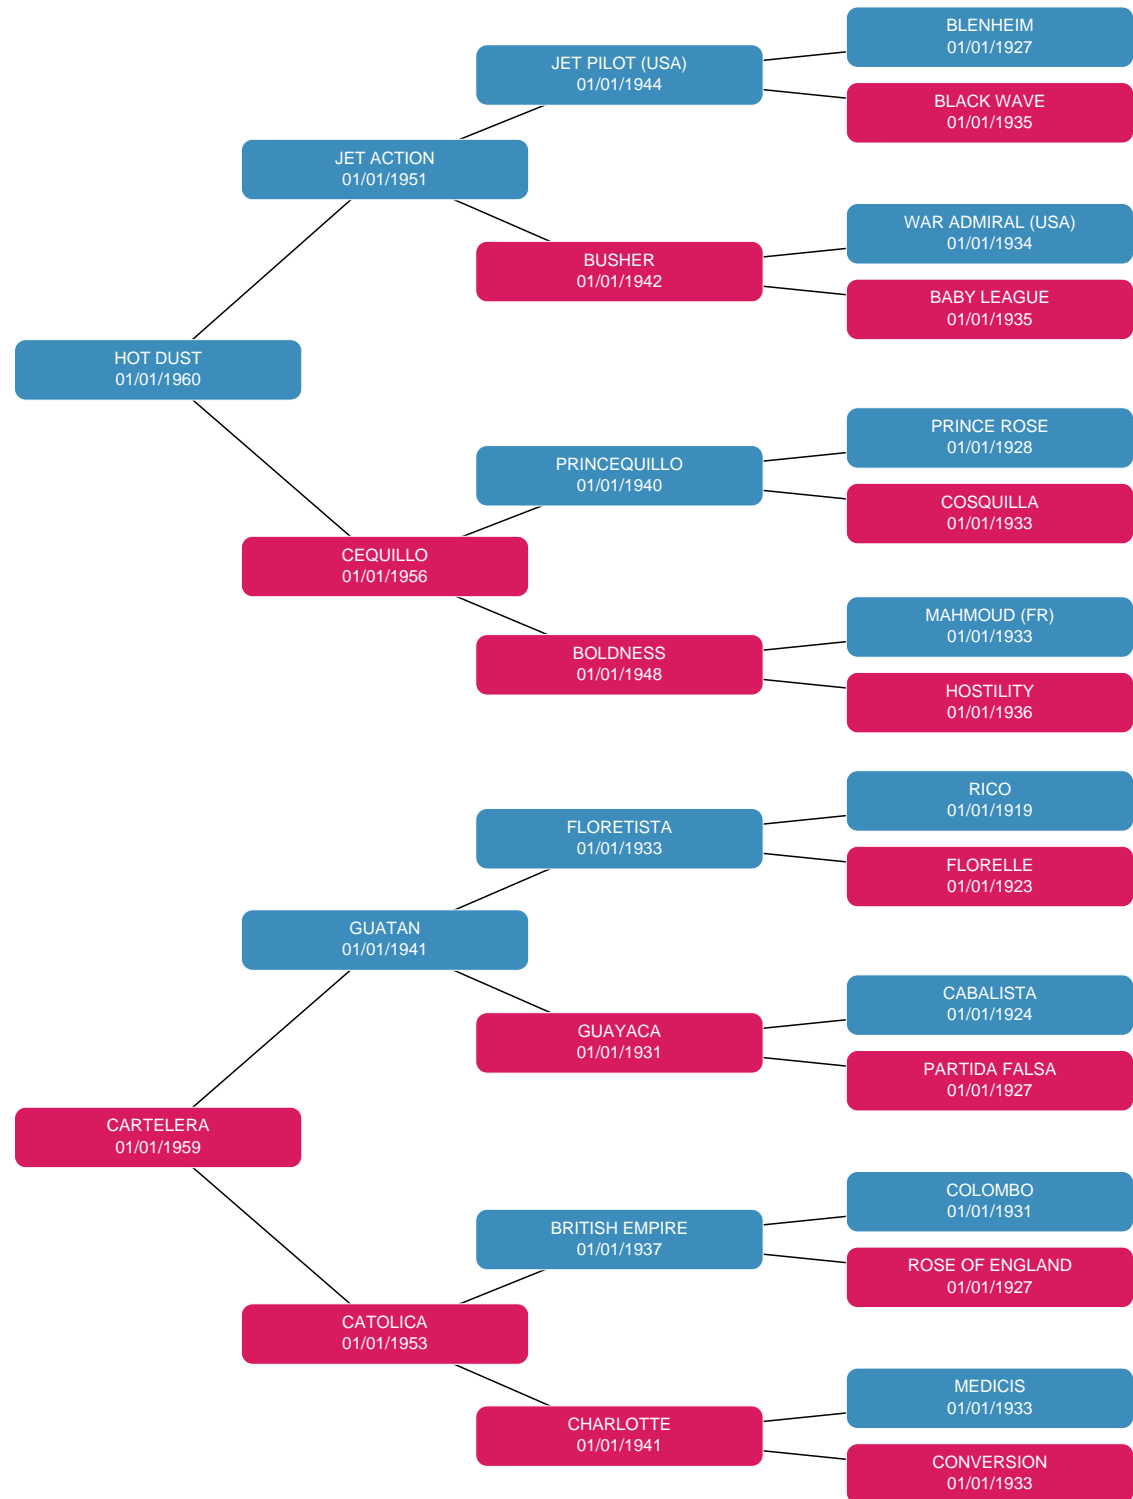 BLENHEIM
01/01/1927
JET PILOT (USA)
01/01/1944
BLACK WAVE
01/01/1935
JET ACTION
01/01/1951
WAR ADMIRAL (USA)
01/01/1934
BUSHER
01/01/1942
BABY LEAGUE
01/01/1935
HOT DUST
01/01/1960
PRINCE ROSE
01/01/1928
PRINCEQUILLO
01/01/1940
COSQUILLA
01/01/1933
CEQUILLO
01/01/1956
MAHMOUD (FR)
01/01/1933
BOLDNESS
01/01/1948
HOSTILITY
01/01/1936
RICO
01/01/1919
FLORETISTA
01/01/1933
FLORELLE
01/01/1923
GUATAN
01/01/1941
CABALISTA
01/01/1924
GUAYACA
01/01/1931
PARTIDA FALSA
01/01/1927
CARTELERA
01/01/1959
COLOMBO
01/01/1931
BRITISH EMPIRE
01/01/1937
ROSE OF ENGLAND
01/01/1927
CATOLICA
01/01/1953
MEDICIS
01/01/1933
CHARLOTTE
01/01/1941
CONVERSION
01/01/1933